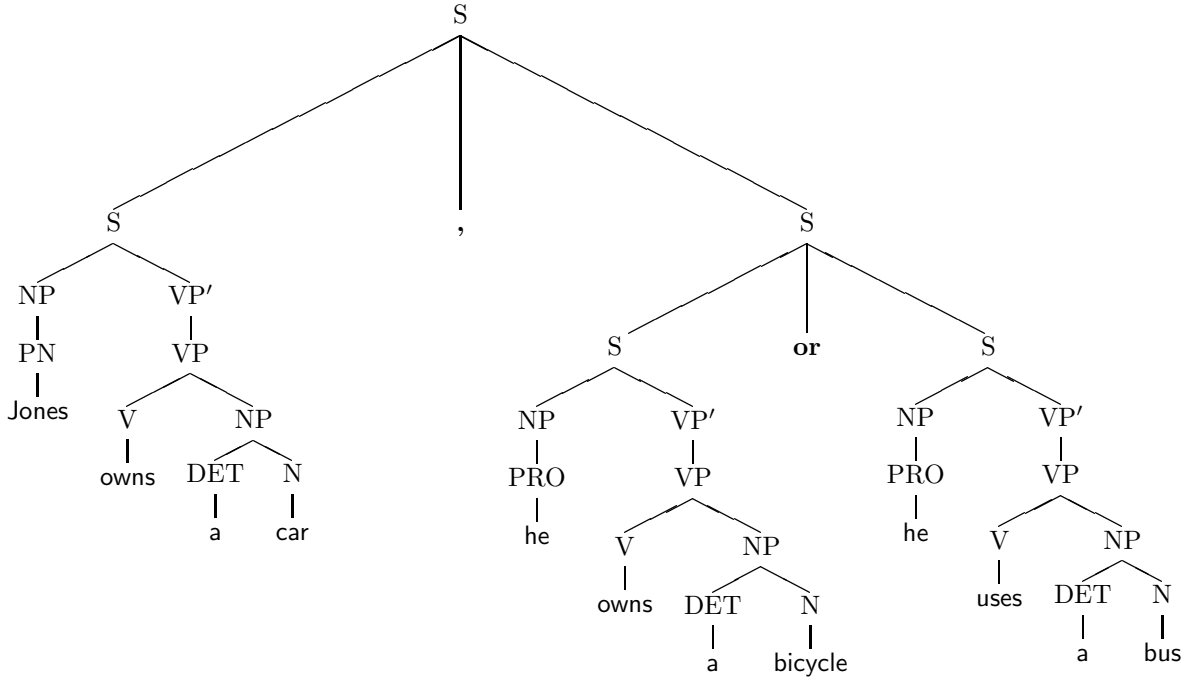 S
S , S
NP VP′
PN VP
S or S
Jones V NP
NP VP′ NP VP′
owns DET N
PRO VP PRO VP
a car he
he V NP V NP
owns DET N uses DET N
a bicycle a bus